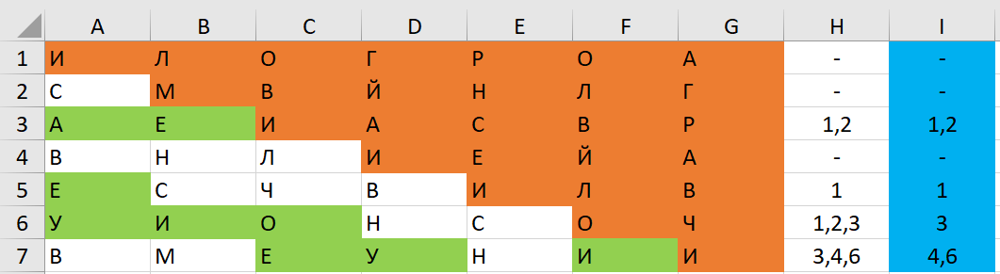 A B C D E F G H I
1 И Л О Г Р О А - -
2 С М В Й Н Л Г - -
3 А Е И А С В Р 1,2 1,2
4 В Н Л И Е Й А - -
5 Е С Ч В И Л В 1 1
6 У И О Н С О Ч 1,2,3 3
7 В М Е У Н И И 3,4,6 4,6